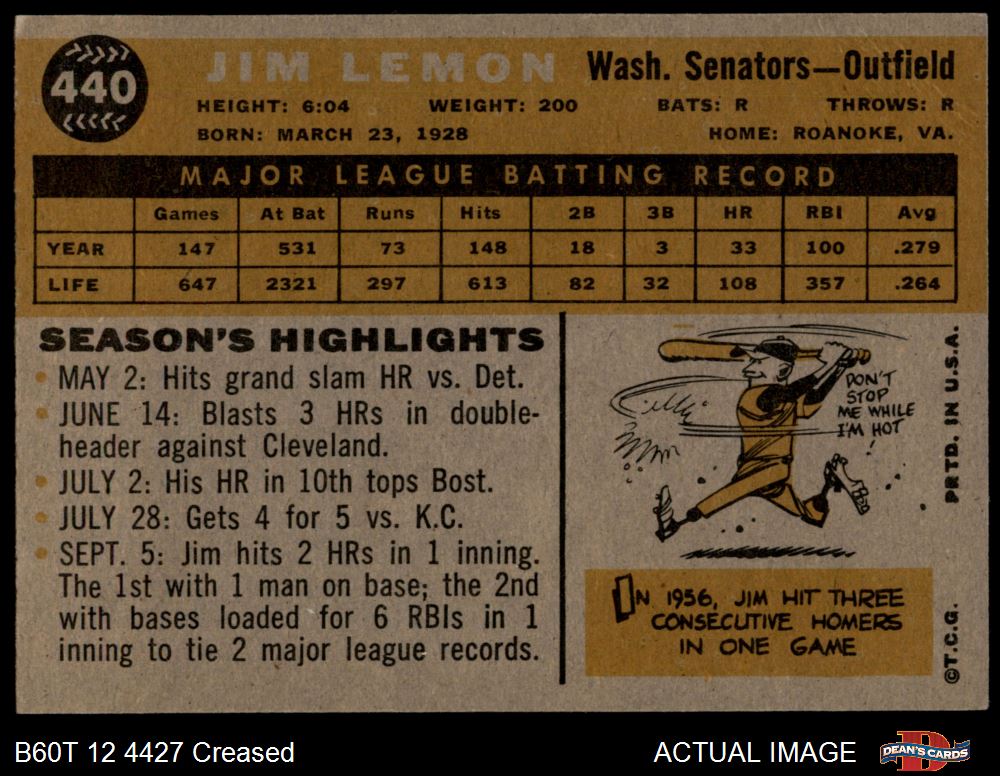 440
JIM LEMON Wash. Senators—Outfield
HEIGHT: 6:04 WEIGHT: 200 BATS: R THROWS: R
BORN: MARCH 23, 1928 HOME: ROANOKE, VA.
MAJOR LEAGUE BATTING RECORD
Games At Bat Runs Hits 2B 3B HR RBI Avg
YEAR 147 531 73 148 18 3 33 100 .279
LIFE 647 2321 297 613 82 32 108 357 .264
SEASON'S HIGHLIGHTS
• MAY 2: Hits grand slam HR vs. Det.
• JUNE 14: Blasts 3 HRs in double-
header against Cleveland.
• JULY 2: His HR in 10th tops Bost.
• JULY 28: Gets 4 for 5 vs. K.C.
• SEPT. 5: Jim hits 2 HRs in 1 inning.
The 1st with 1 man on base; the 2nd
with bases loaded for 6 RBIs in 1
inning to tie 2 major league records.
DON'T
STOP
ME WHILE
I'M HOT
!
IN 1956, JIM HIT THREE
CONSECUTIVE HOMERS
IN ONE GAME
©T.C.G. PRTD. IN U.S.A.
B60T 12 4427 Creased ACTUAL IMAGE
D
DEAN'S CARDS